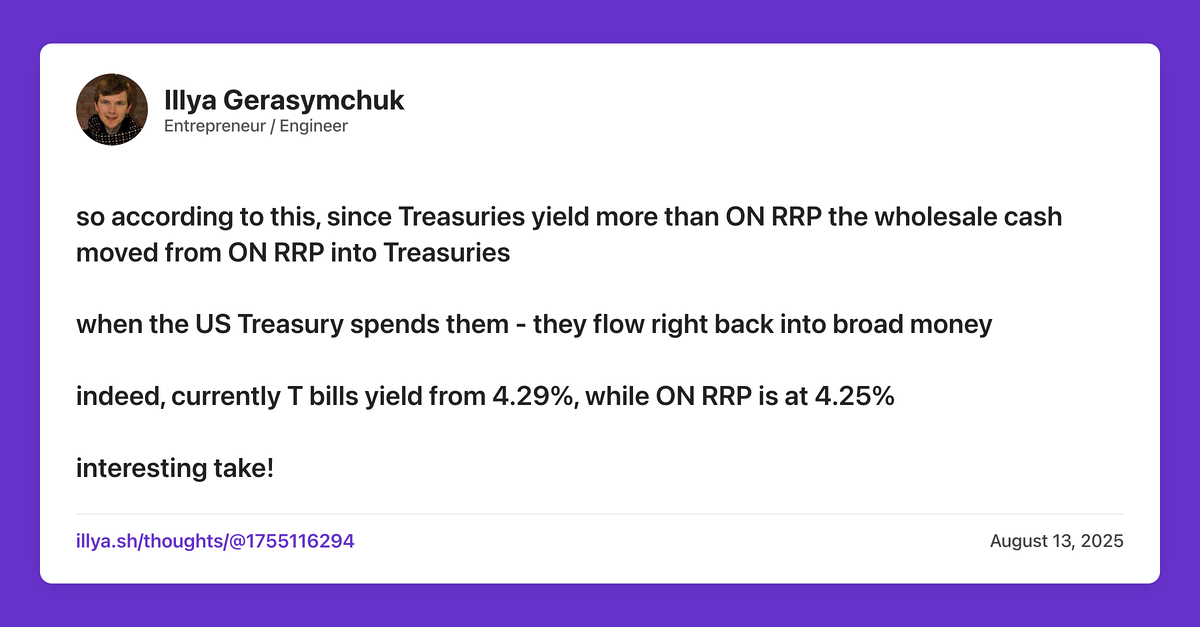 Illya Gerasymchuk
Entrepreneur / Engineer
so according to this, since Treasuries yield more than ON RRP the wholesale cash
moved from ON RRP into Treasuries
when the US Treasury spends them - they flow right back into broad money
indeed, currently T bills yield from 4.29%, while ON RRP is at 4.25%
interesting take!
illya.sh/thoughts/@1755116294
August 13, 2025